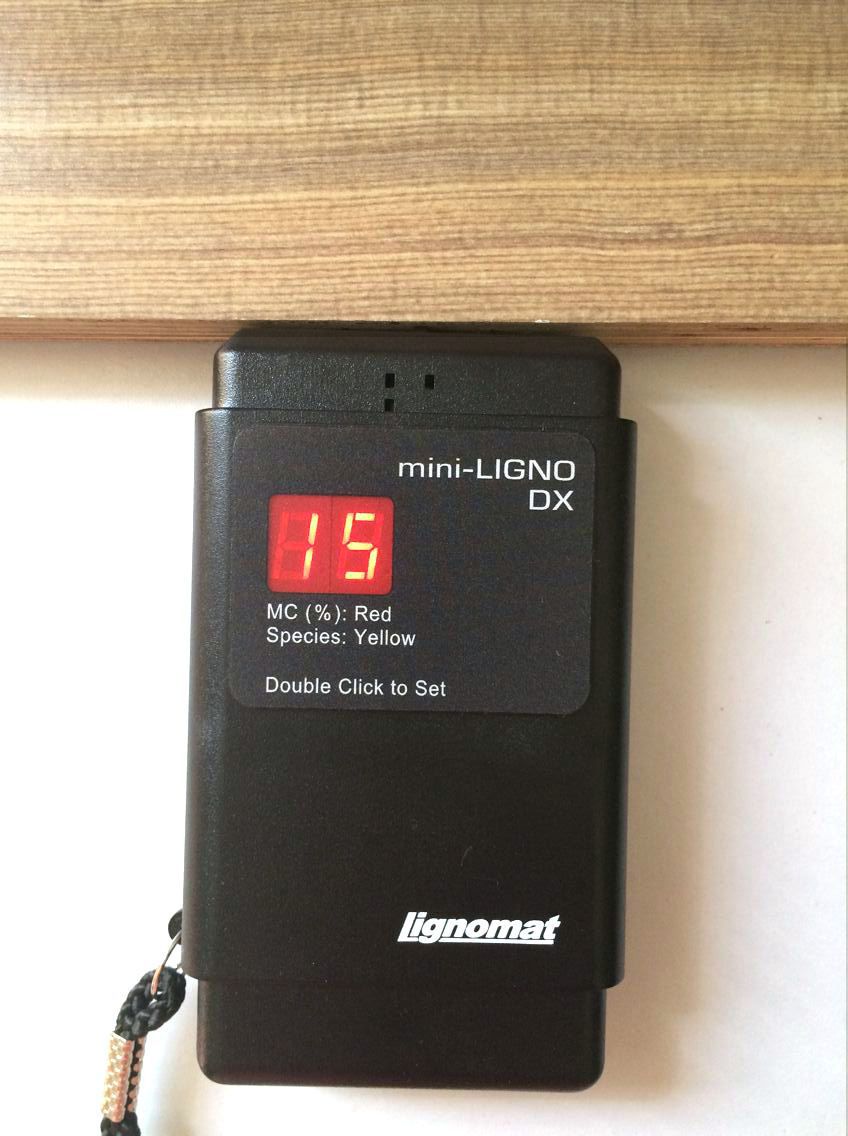 mini-LIGNO
DX
15
MC (%): Red
Species: Yellow
Double Click to Set
Lignomat